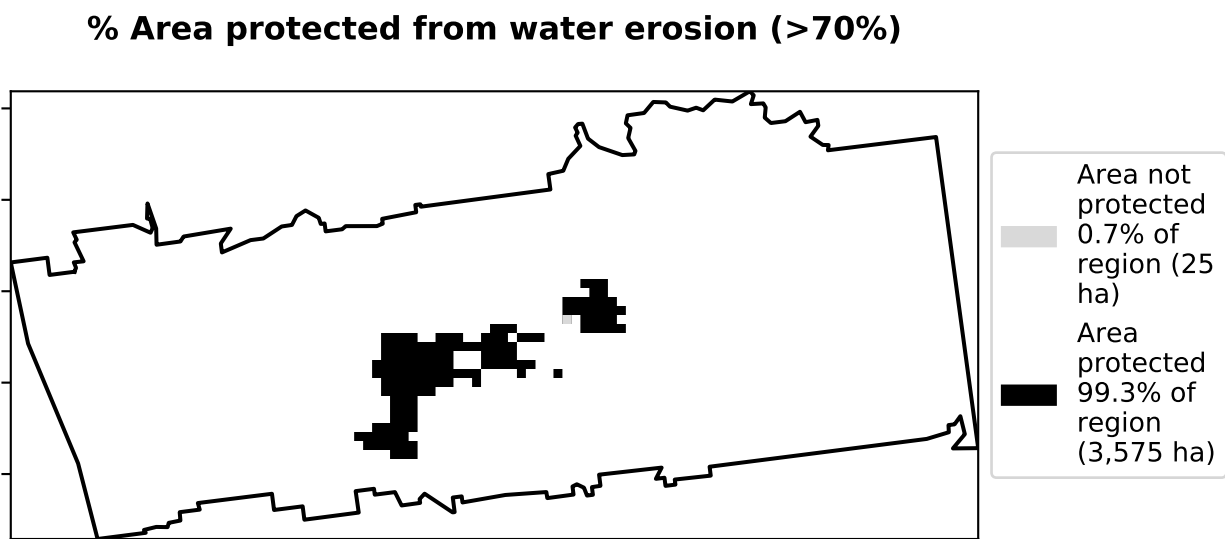 % Area protected from water erosion (>70%)
Area not
protected
0.7% of
region (25
ha)
Area
protected
99.3% of
region
(3,575 ha)